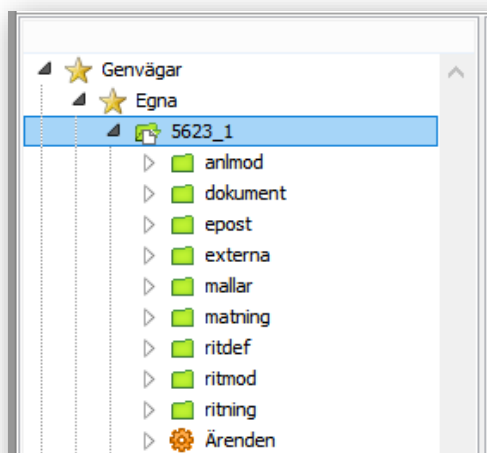 Genvägar
Egna
5623_1
anlmod
dokument
epost
externa
mallar
matning
ritdef
ritmod
ritning
Ärenden